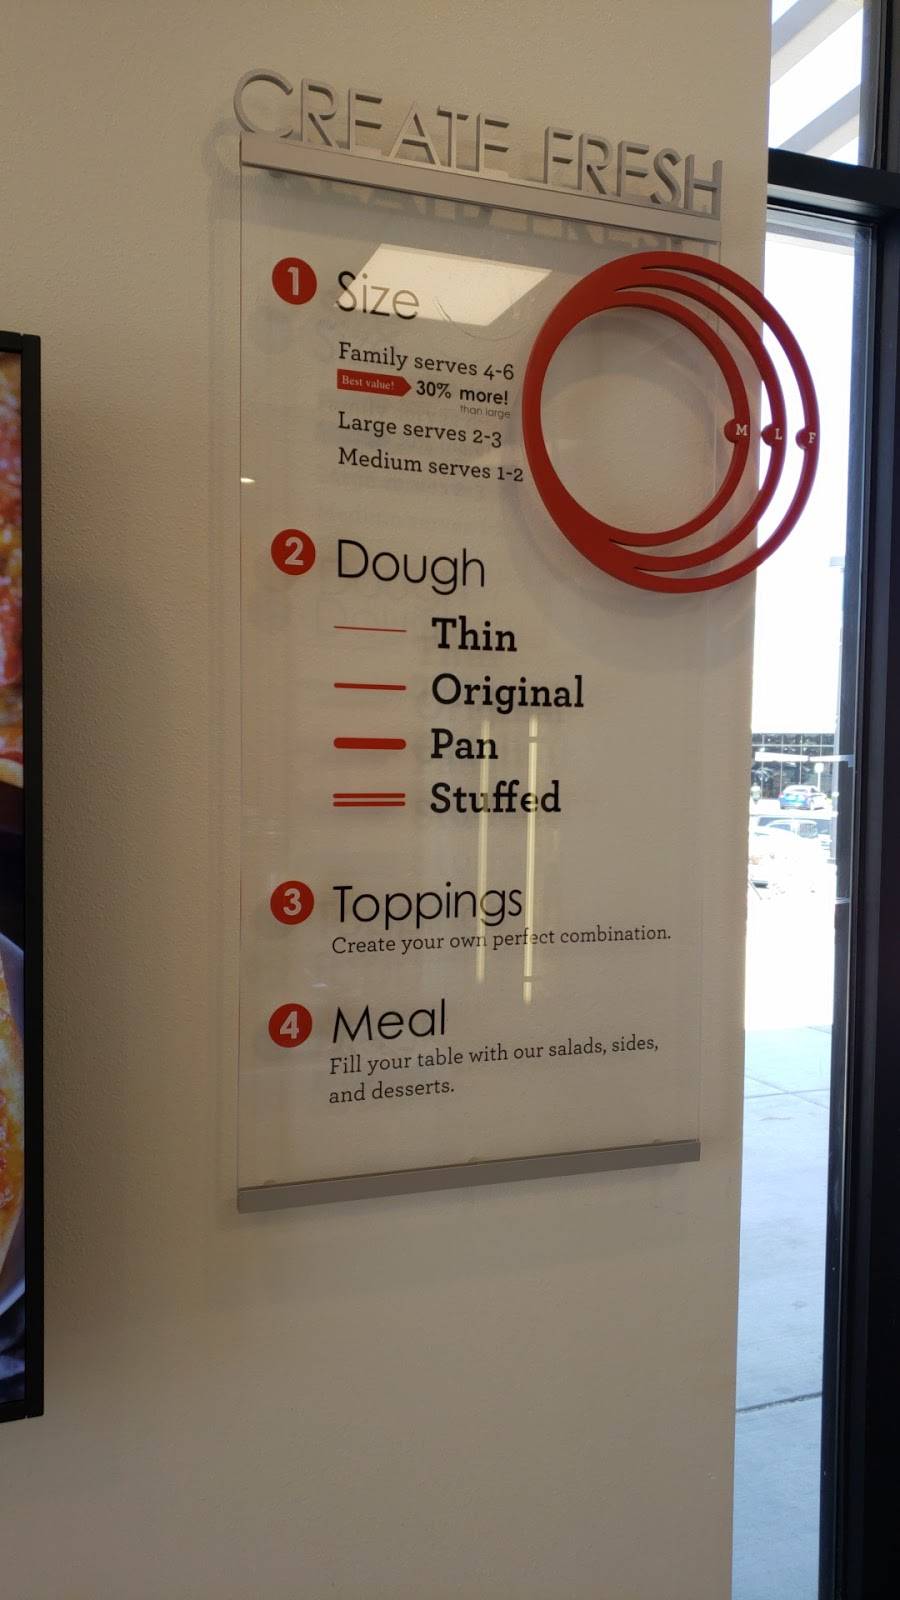 CREATE FRESH
1 Size
Family serves 4-6
Best value! 30% more!
than large
Large serves 2-3
Medium serves 1-2
M L F
2 Dough
Thin
Original
Pan
Stuffed
3 Toppings
Create your own perfect combination.
4 Meal
Fill your table with our salads, sides,
and desserts.